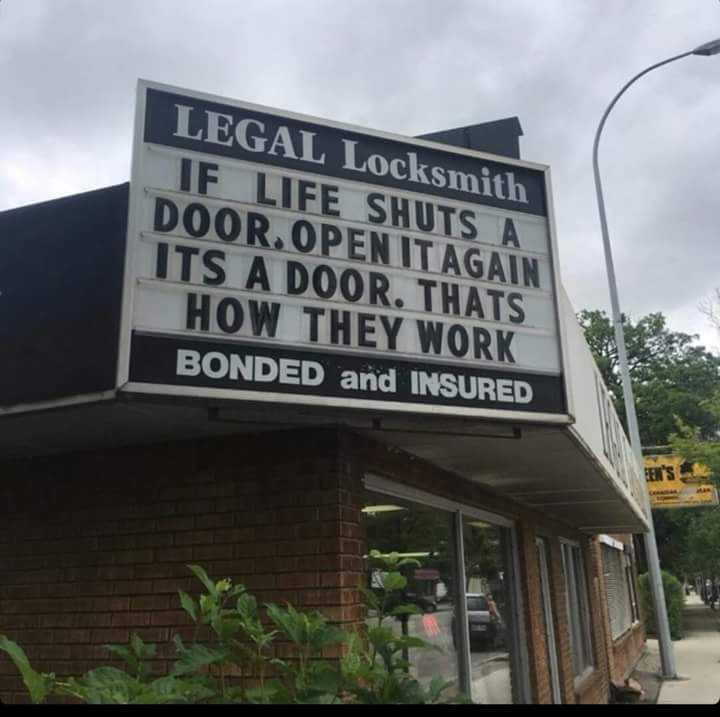 LEGAL Locksmith
IF LIFE SHUTS A
DOOR.OPEN IT AGAIN
ITS A DOOR. THATS
HOW THEY WORK
BONDED and INSURED